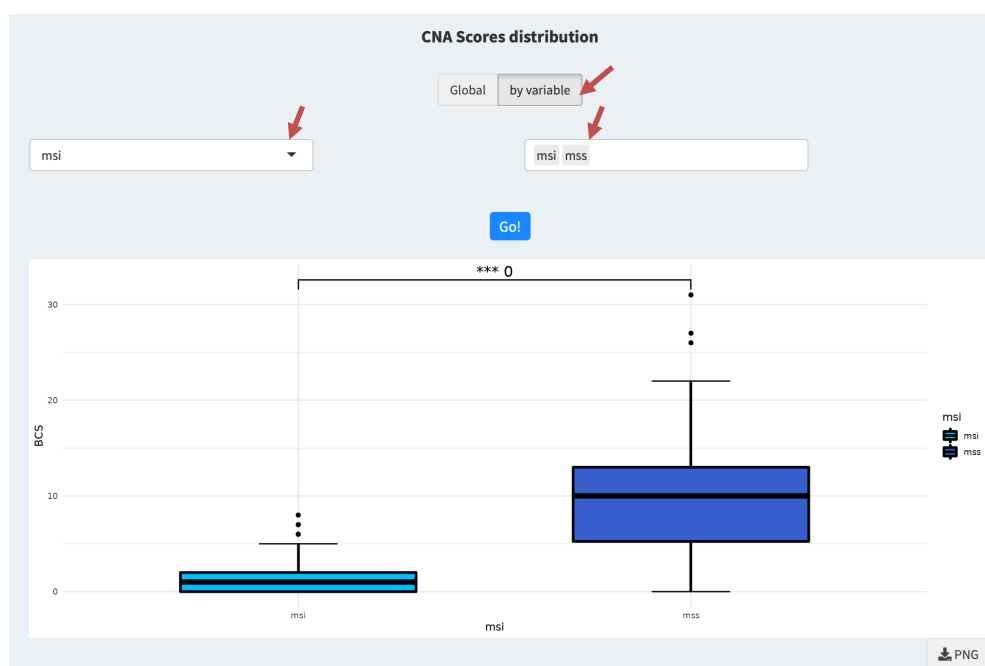 CNA Scores distribution
Global by variable
msi msi mss
Go!
*** 0
30
20
10
0
BCS
msi mss
msi
msi
msi
mss
PNG